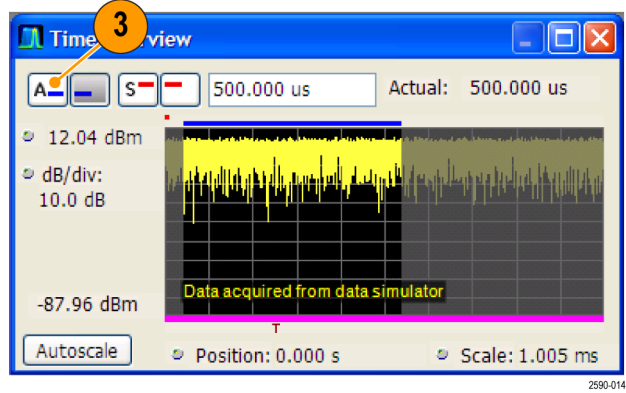 3
Time Overview
A S 500.000 us Actual: 500.000 us
12.04 dBm
dB/div:
10.0 dB
Data acquired from data simulator
-87.96 dBm
T
Autoscale Position: 0.000 s Scale: 1.005 ms
2590-014